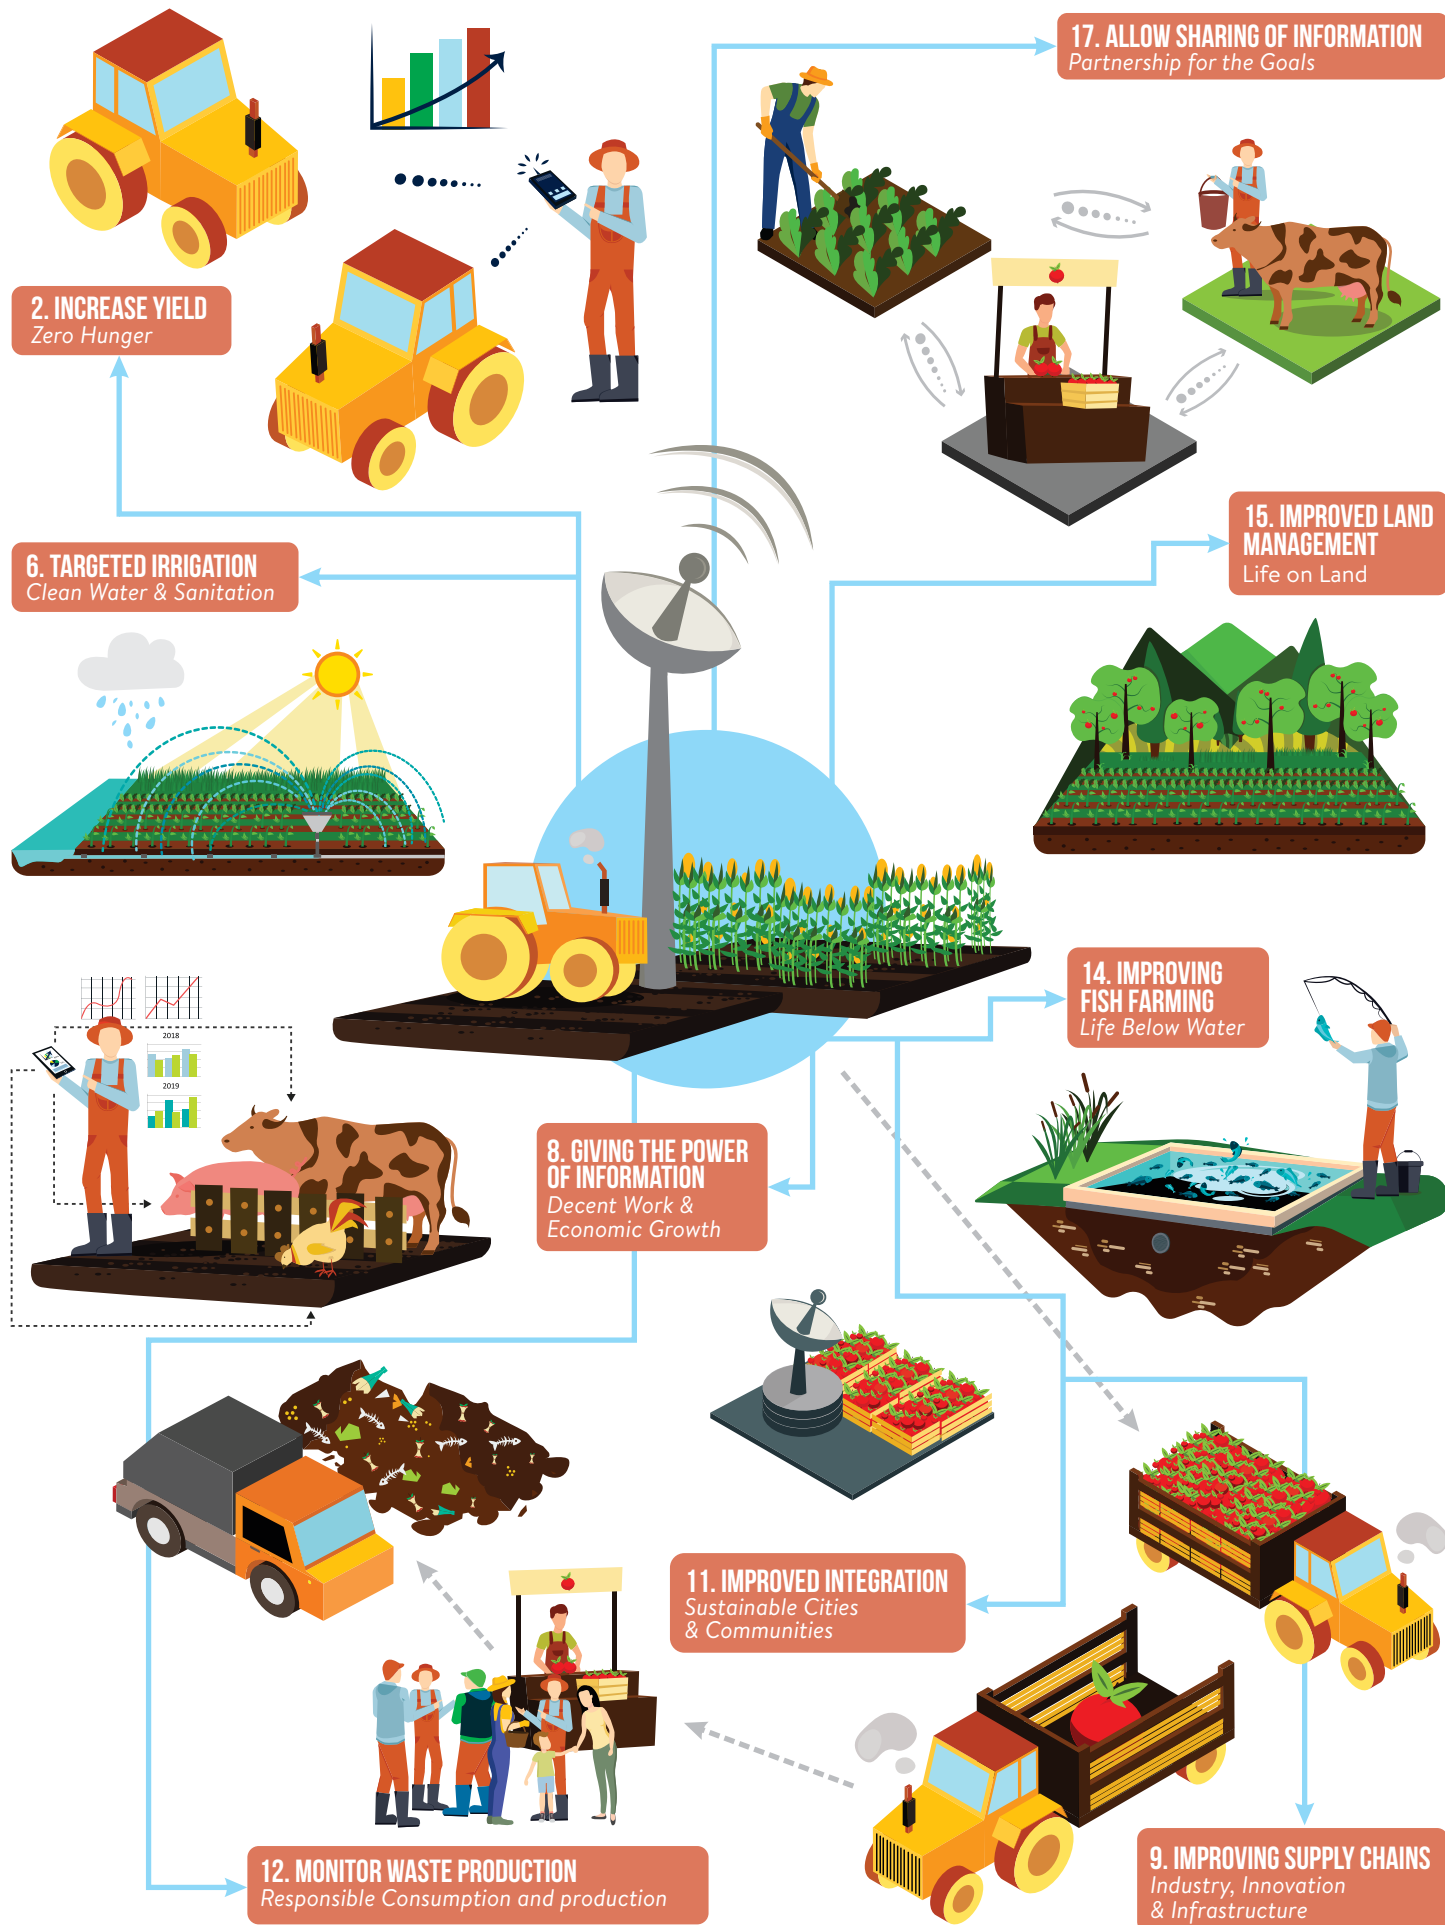 17. ALLOW SHARING OF INFORMATION
Partnership for the Goals
2. INCREASE YIELD
Zero Hunger
15. IMPROVED LAND
MANAGEMENT
Life on Land
6. TARGETED IRRIGATION
Clean Water & Sanitation
14. IMPROVING
FISH FARMING
Life Below Water
2018
2019
8. GIVING THE POWER
OF INFORMATION
Decent Work &
Economic Growth
11. IMPROVED INTEGRATION
Sustainable Cities
& Communities
12. MONITOR WASTE PRODUCTION
Responsible Consumption and production
9. IMPROVING SUPPLY CHAINS
Industry, Innovation
& Infrastructure